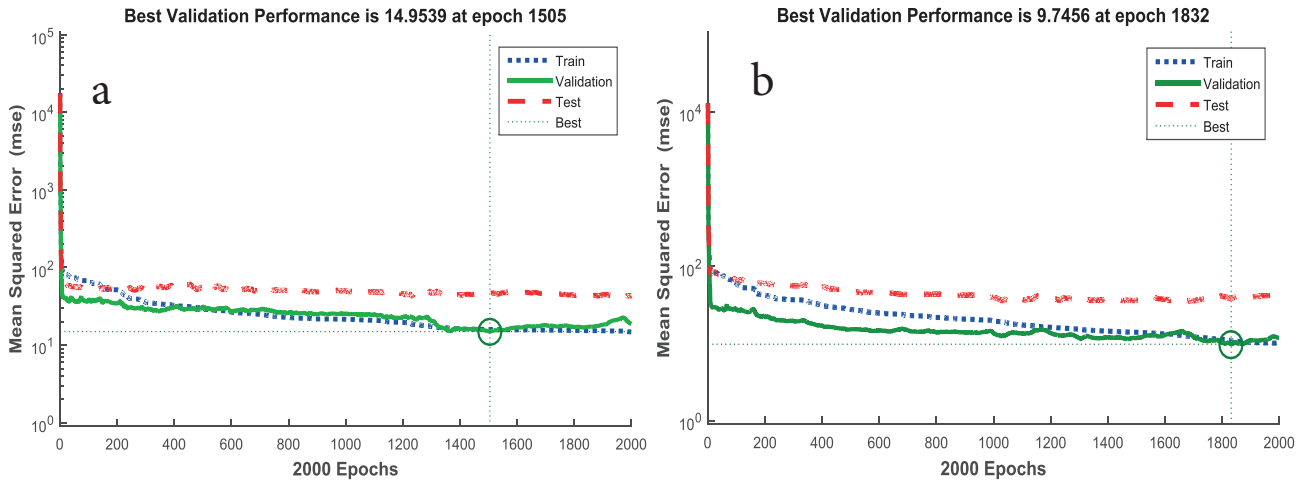 Best Validation Performance is 14.9539 at epoch 1505
a
Train
Validation
Test
Best
Mean Squared Error (mse)
10^5
10^4
10^3
10^2
10^1
10^0
0 200 400 600 800 1000 1200 1400 1600 1800 2000
2000 Epochs
Best Validation Performance is 9.7456 at epoch 1832
b
Train
Validation
Test
Best
Mean Squared Error (mse)
10^4
10^2
10^0
0 200 400 600 800 1000 1200 1400 1600 1800 2000
2000 Epochs